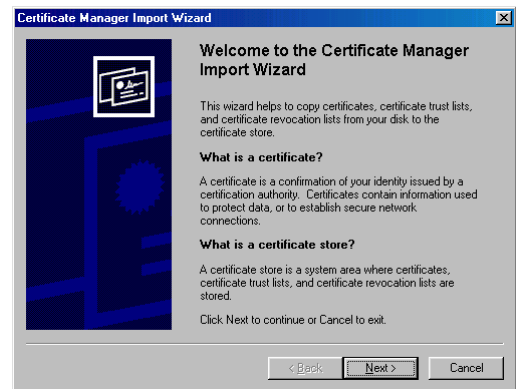 Certificate Manager Import Wizard
Welcome to the Certificate Manager
Import Wizard
This wizard helps to copy certificates, certificate trust lists,
and certificate revocation lists from your disk to the
certificate store.
What is a certificate?
A certificate is a confirmation of your identity issued by a
certification authority. Certificates contain information used
to protect data, or to establish secure network
connections.
What is a certificate store?
A certificate store is a system area where certificates,
certificate trust lists, and certificate revocation lists are
stored.
Click Next to continue or Cancel to exit.
< Back Next > Cancel